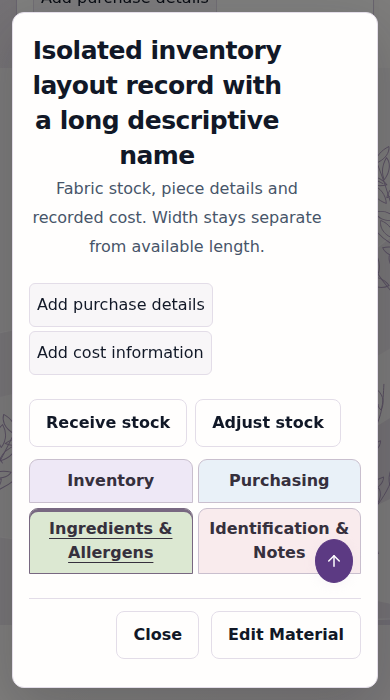 Add purchase details
Isolated inventory
layout record with
a long descriptive
name
Fabric stock, piece details and
recorded cost. Width stays separate
from available length.
Add purchase details
Add cost information
Receive stock Adjust stock
Inventory Purchasing
Ingredients & Identification &
Allergens Notes
Close Edit Material